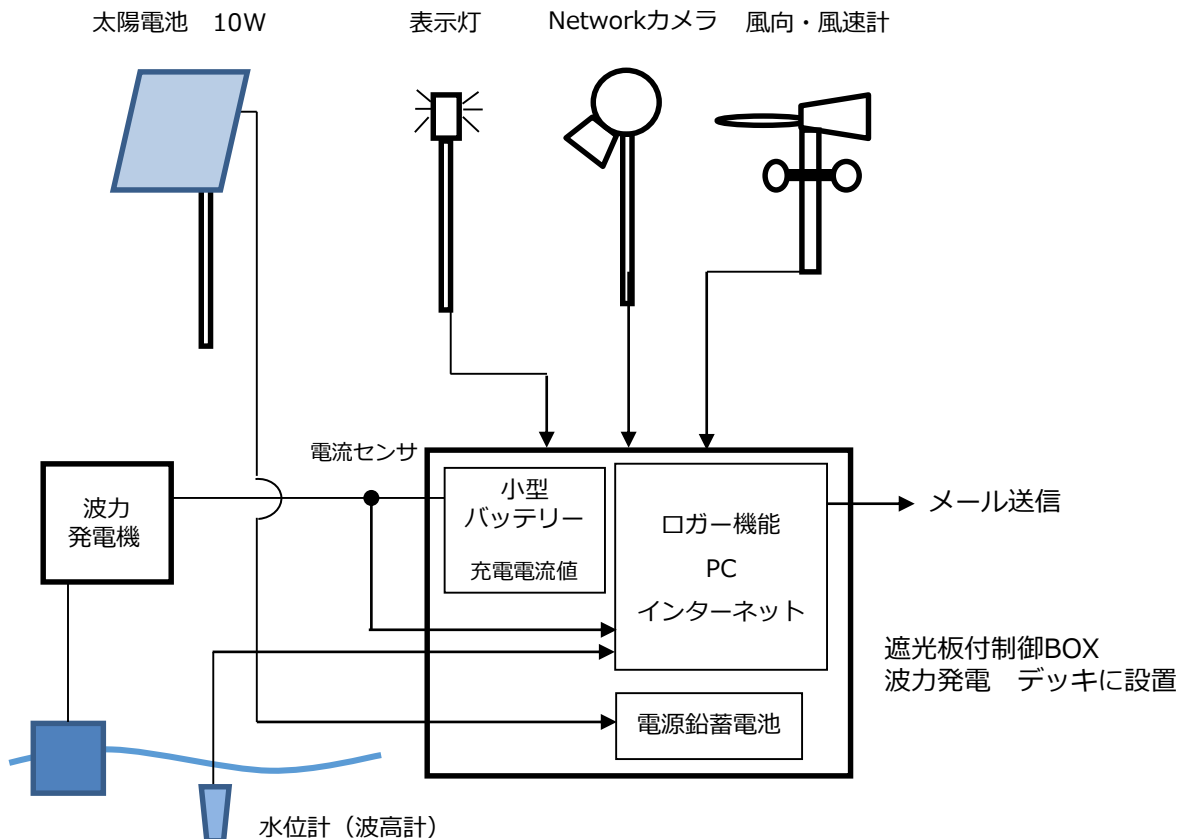 太陽電池　10W
表示灯
Networkカメラ
風向・風速計
電流センサ
波力
発電機
小型
バッテリー
充電電流値
ロガー機能
PC
インターネット
メール送信
遮光板付制御BOX
波力発電　デッキに設置
電源鉛蓄電池
水位計（波高計）